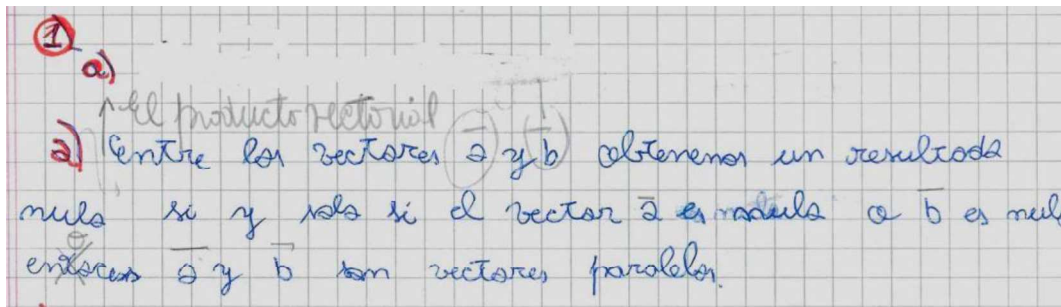 1
a)
El producto vectorial
a) Entre los vectores a y b obtenemos un resultado
nulo si y solo si el vector a es nulo o b es nul
o
entonces a y b son vectores paralelos.